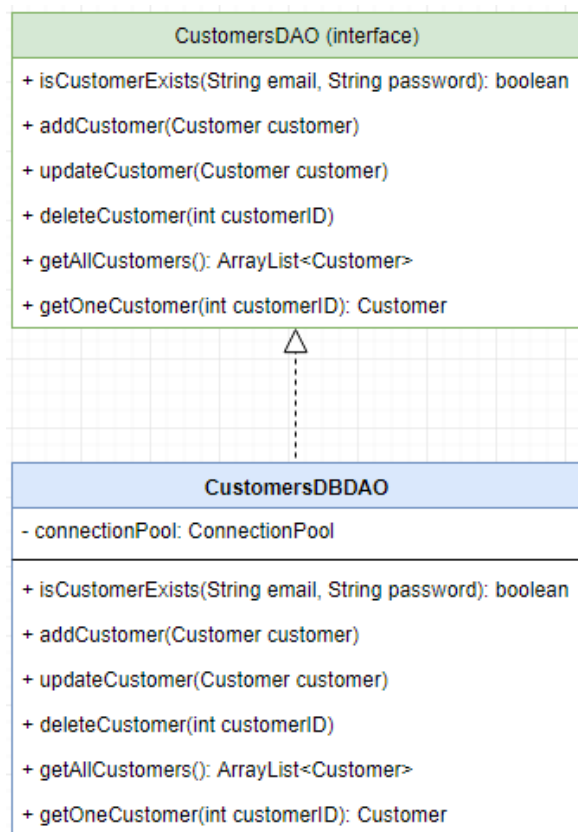 CustomersDAO (interface)
+ isCustomerExists(String email, String password): boolean
+ addCustomer(Customer customer)
+ updateCustomer(Customer customer)
+ deleteCustomer(int customerID)
+ getAllCustomers(): ArrayList<Customer>
+ getOneCustomer(int customerID): Customer
CustomersDBDAO
- connectionPool: ConnectionPool
+ isCustomerExists(String email, String password): boolean
+ addCustomer(Customer customer)
+ updateCustomer(Customer customer)
+ deleteCustomer(int customerID)
+ getAllCustomers(): ArrayList<Customer>
+ getOneCustomer(int customerID): Customer